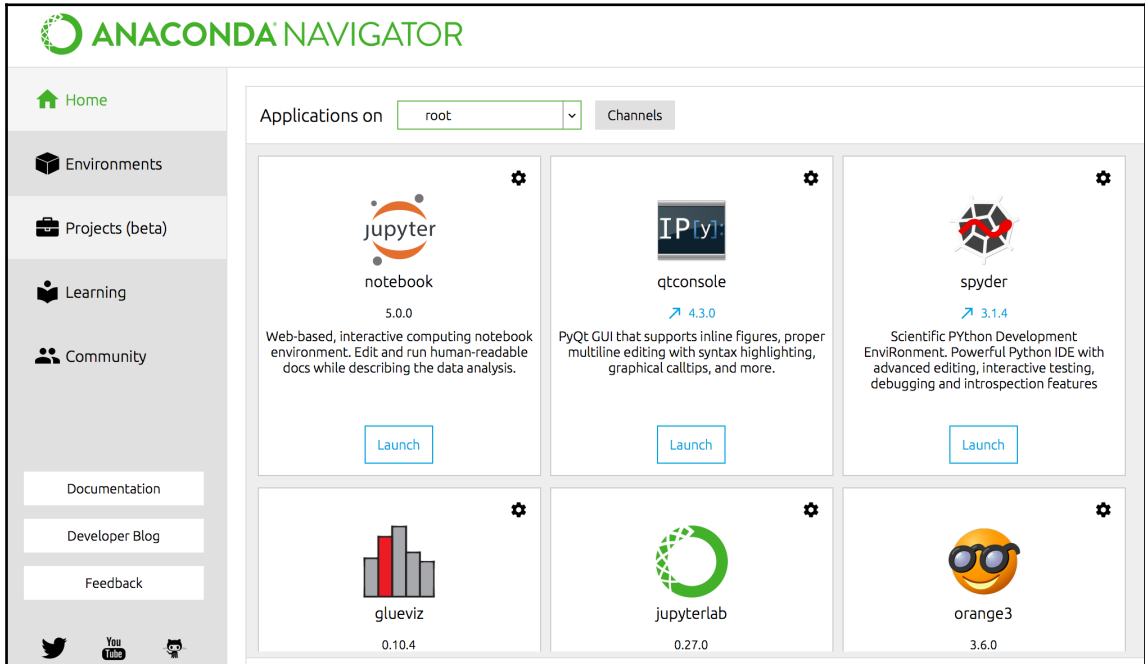 ANACONDA NAVIGATOR
Home
Environments
Projects (beta)
Learning
Community
Documentation
Developer Blog
Feedback
You
Tube
Applications on root Channels
jupyter
notebook
5.0.0
Web-based, interactive computing notebook
environment. Edit and run human-readable
docs while describing the data analysis.
Launch
IP[y]:
qtconsole
4.3.0
PyQt GUI that supports inline figures, proper
multiline editing with syntax highlighting,
graphical calltips, and more.
Launch
spyder
3.1.4
Scientific PYthon Development
EnviRonment. Powerful Python IDE with
advanced editing, interactive testing,
debugging and introspection features
Launch
glueviz
0.10.4
jupyterlab
0.27.0
orange3
3.6.0